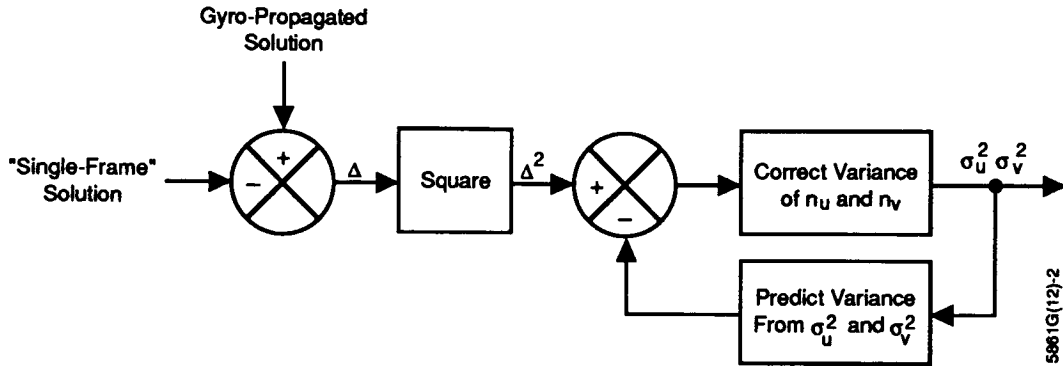 Gyro-Propagated
Solution
"Single-Frame"
Solution
+
−
Δ
Square
Δ²
+
−
Correct Variance
of nᵤ and nᵥ
σᵤ² σᵥ²
Predict Variance
From σᵤ² and σᵥ²
5861G(12)-2